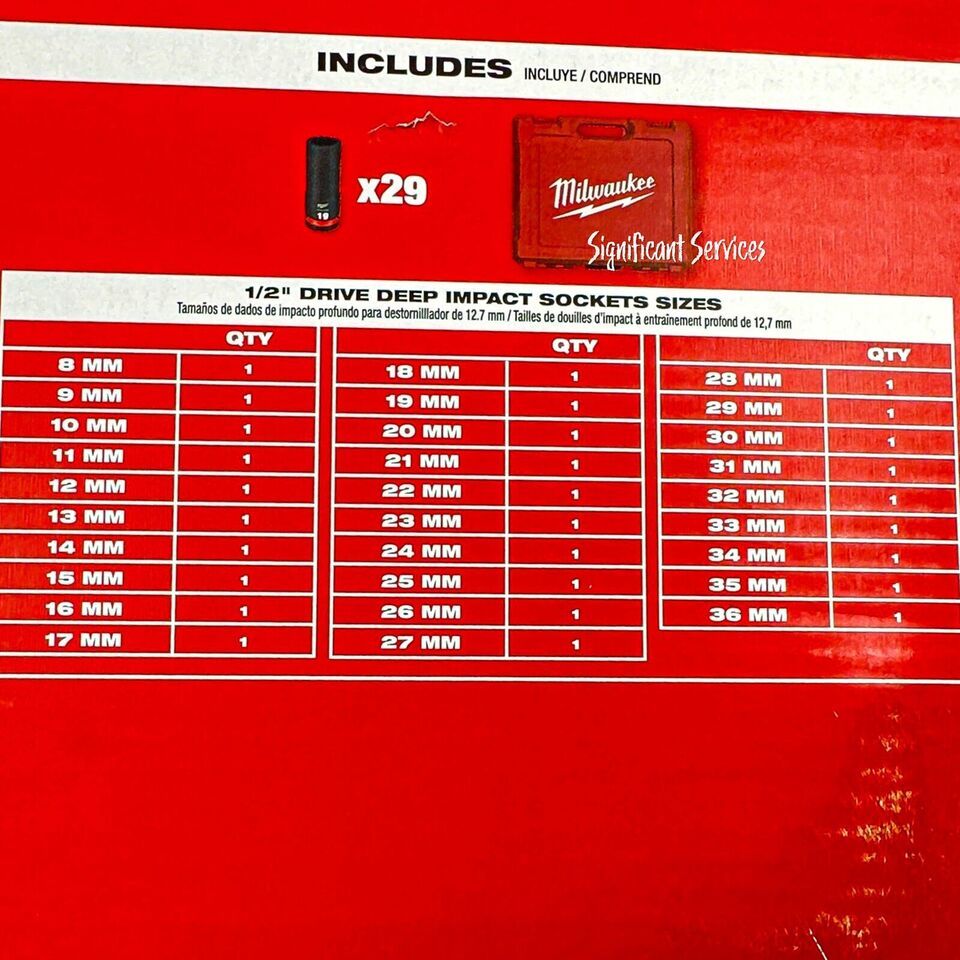 INCLUDES INCLUYE / COMPREND
19
x29
Milwaukee
Significant Services
1/2" DRIVE DEEP IMPACT SOCKETS SIZES
Tamaños de dados de impacto profundo para destornilllador de 12.7 mm / Tailles de douilles d'impact à entraînement profond de 12,7 mm
QTY
8 MM 1
9 MM 1
10 MM 1
11 MM 1
12 MM 1
13 MM 1
14 MM 1
15 MM 1
16 MM 1
17 MM 1
QTY
18 MM 1
19 MM 1
20 MM 1
21 MM 1
22 MM 1
23 MM 1
24 MM 1
25 MM 1
26 MM 1
27 MM 1
QTY
28 MM 1
29 MM 1
30 MM 1
31 MM 1
32 MM 1
33 MM 1
34 MM 1
35 MM 1
36 MM 1